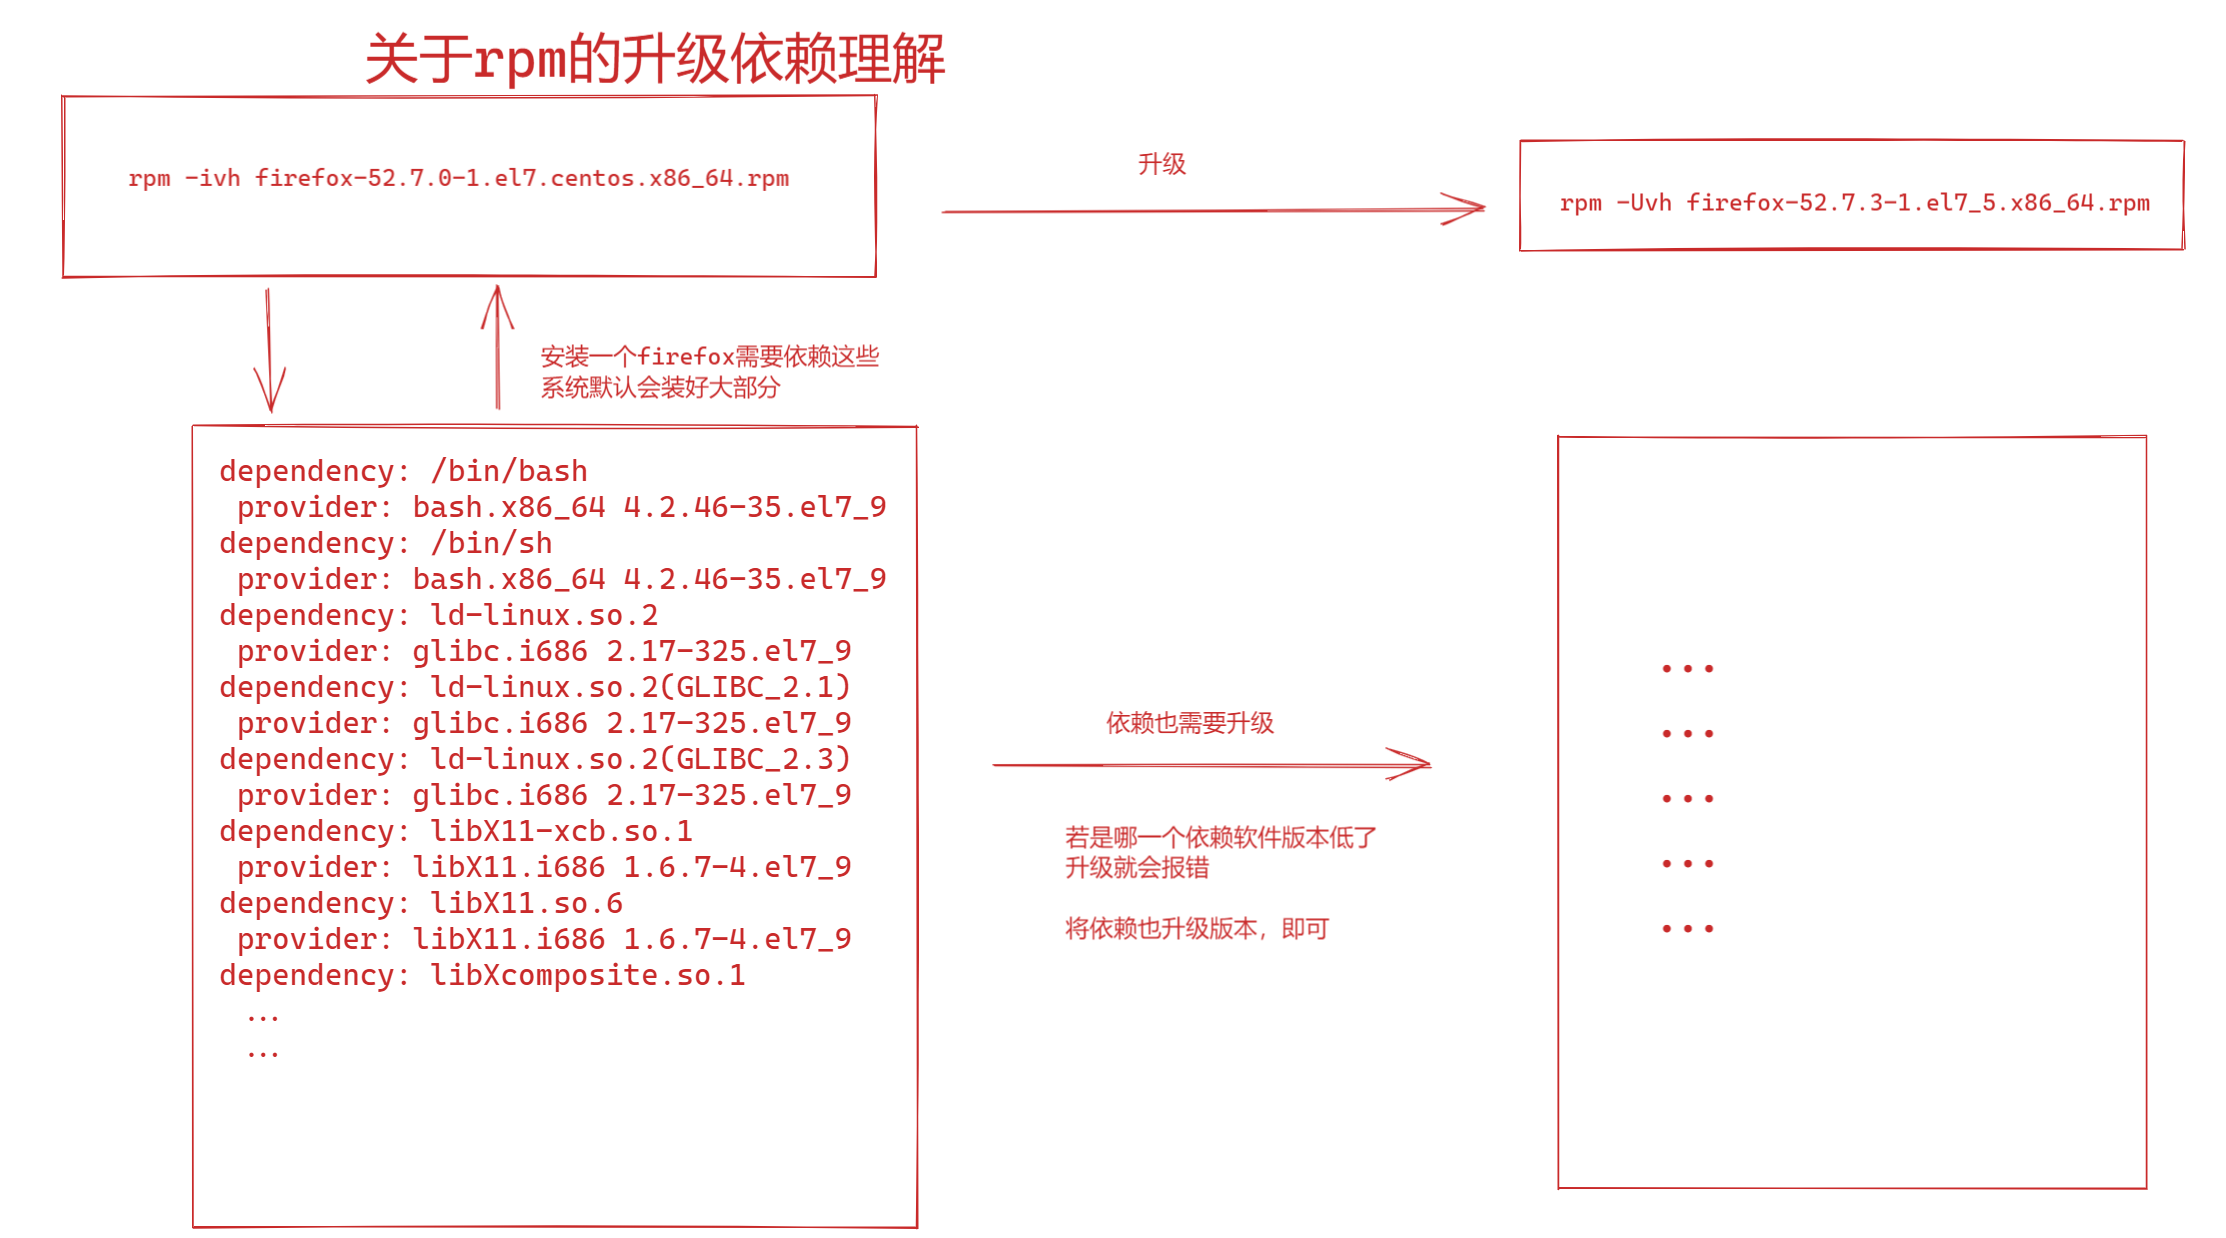 关于rpm的升级依赖理解
rpm -ivh firefox-52.7.0-1.el7.centos.x86_64.rpm
升级
rpm -Uvh firefox-52.7.3-1.el7_5.x86_64.rpm
安装一个firefox需要依赖这些
系统默认会装好大部分
dependency: /bin/bash
provider: bash.x86_64 4.2.46-35.el7_9
dependency: /bin/sh
provider: bash.x86_64 4.2.46-35.el7_9
dependency: ld-linux.so.2
provider: glibc.i686 2.17-325.el7_9
dependency: ld-linux.so.2(GLIBC_2.1)
provider: glibc.i686 2.17-325.el7_9
dependency: ld-linux.so.2(GLIBC_2.3)
provider: glibc.i686 2.17-325.el7_9
dependency: libX11-xcb.so.1
provider: libX11.i686 1.6.7-4.el7_9
dependency: libX11.so.6
provider: libX11.i686 1.6.7-4.el7_9
dependency: libXcomposite.so.1
...
...
依赖也需要升级
若是哪一个依赖软件版本低了
升级就会报错
将依赖也升级版本，即可
...
...
...
...
...